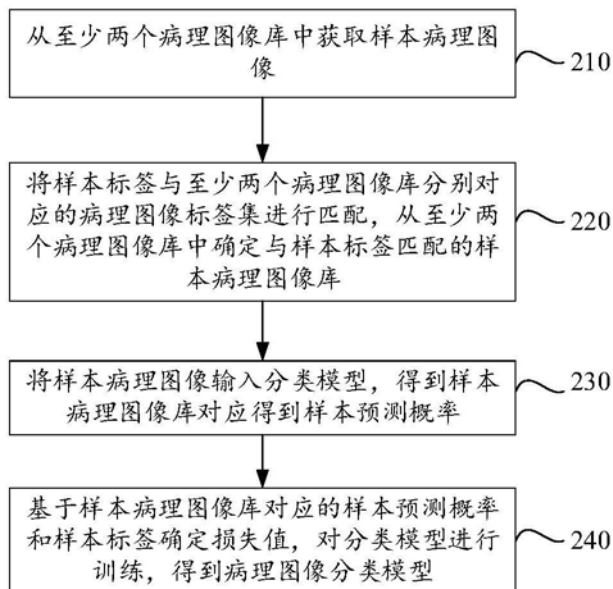 从至少两个病理图像库中获取样本病理图
像
210
将样本标签与至少两个病理图像库分别对
应的病理图像标签集进行匹配，从至少两
个病理图像库中确定与样本标签匹配的样
本病理图像库
220
将样本病理图像输入分类模型，得到样本
病理图像库对应得到样本预测概率
230
基于样本病理图像库对应的样本预测概率
和样本标签确定损失值，对分类模型进行
训练，得到病理图像分类模型
240